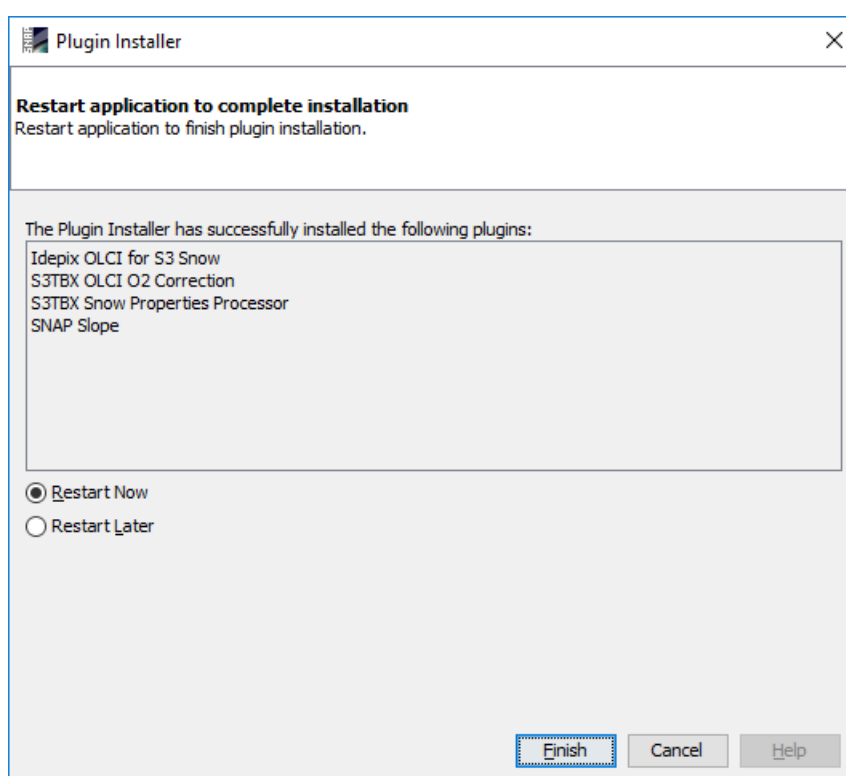 Plugin Installer
Restart application to complete installation
Restart application to finish plugin installation.
The Plugin Installer has successfully installed the following plugins:
Idepix OLCI for S3 Snow
S3TBX OLCI O2 Correction
S3TBX Snow Properties Processor
SNAP Slope
Restart Now
Restart Later
Finish Cancel Help